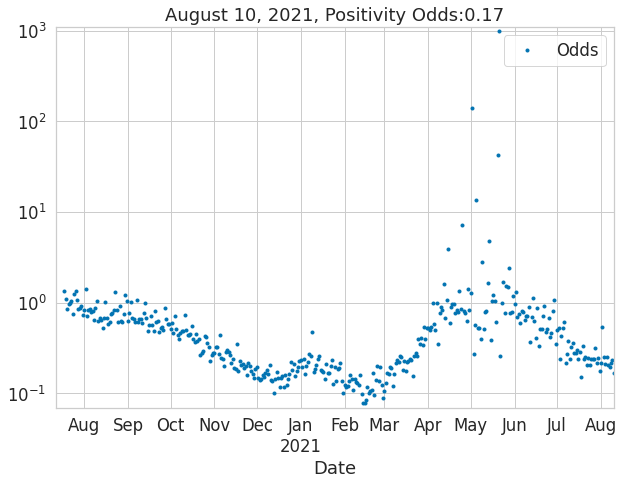 August 10, 2021, Positivity Odds:0.17
10³
Odds
10²
10¹
10⁰
10⁻¹
Aug Sep Oct Nov Dec Jan Feb Mar Apr May Jun Jul Aug
2021
Date